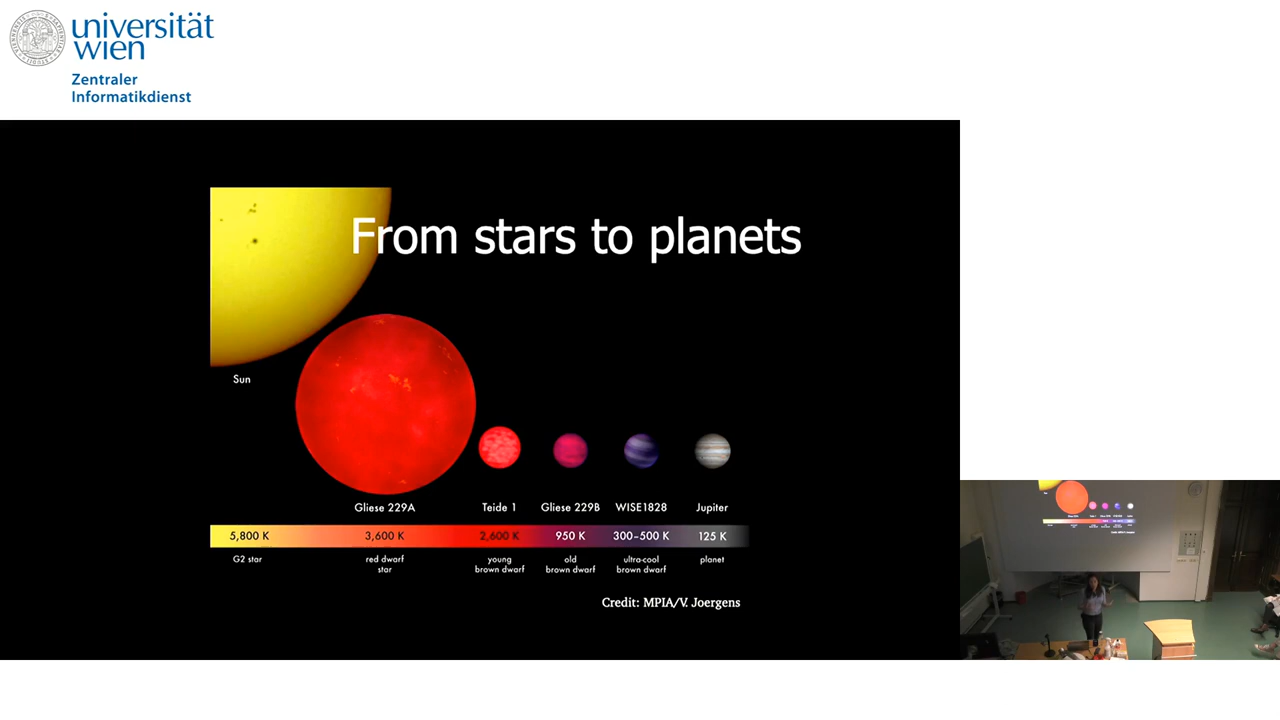 universität
wien
Zentraler
Informatikdienst
From stars to planets
Sun
Gliese 229A
Teide 1
Gliese 229B
WISE1828
Jupiter
5,800 K
3,600 K
2,600 K
950 K
300–500 K
125 K
G2 star
red dwarf
star
young
brown dwarf
old
brown dwarf
ultra-cool
brown dwarf
planet
Credit: MPIA/V. Joergens